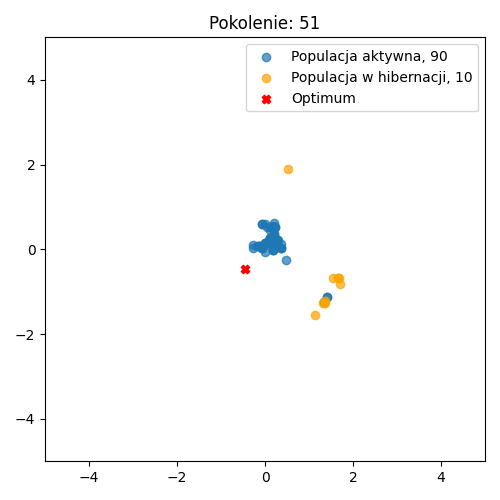 Pokolenie: 51
Populacja aktywna, 90
Populacja w hibernacji, 10
Optimum
4
2
0
−2
−4
−4 −2 0 2 4